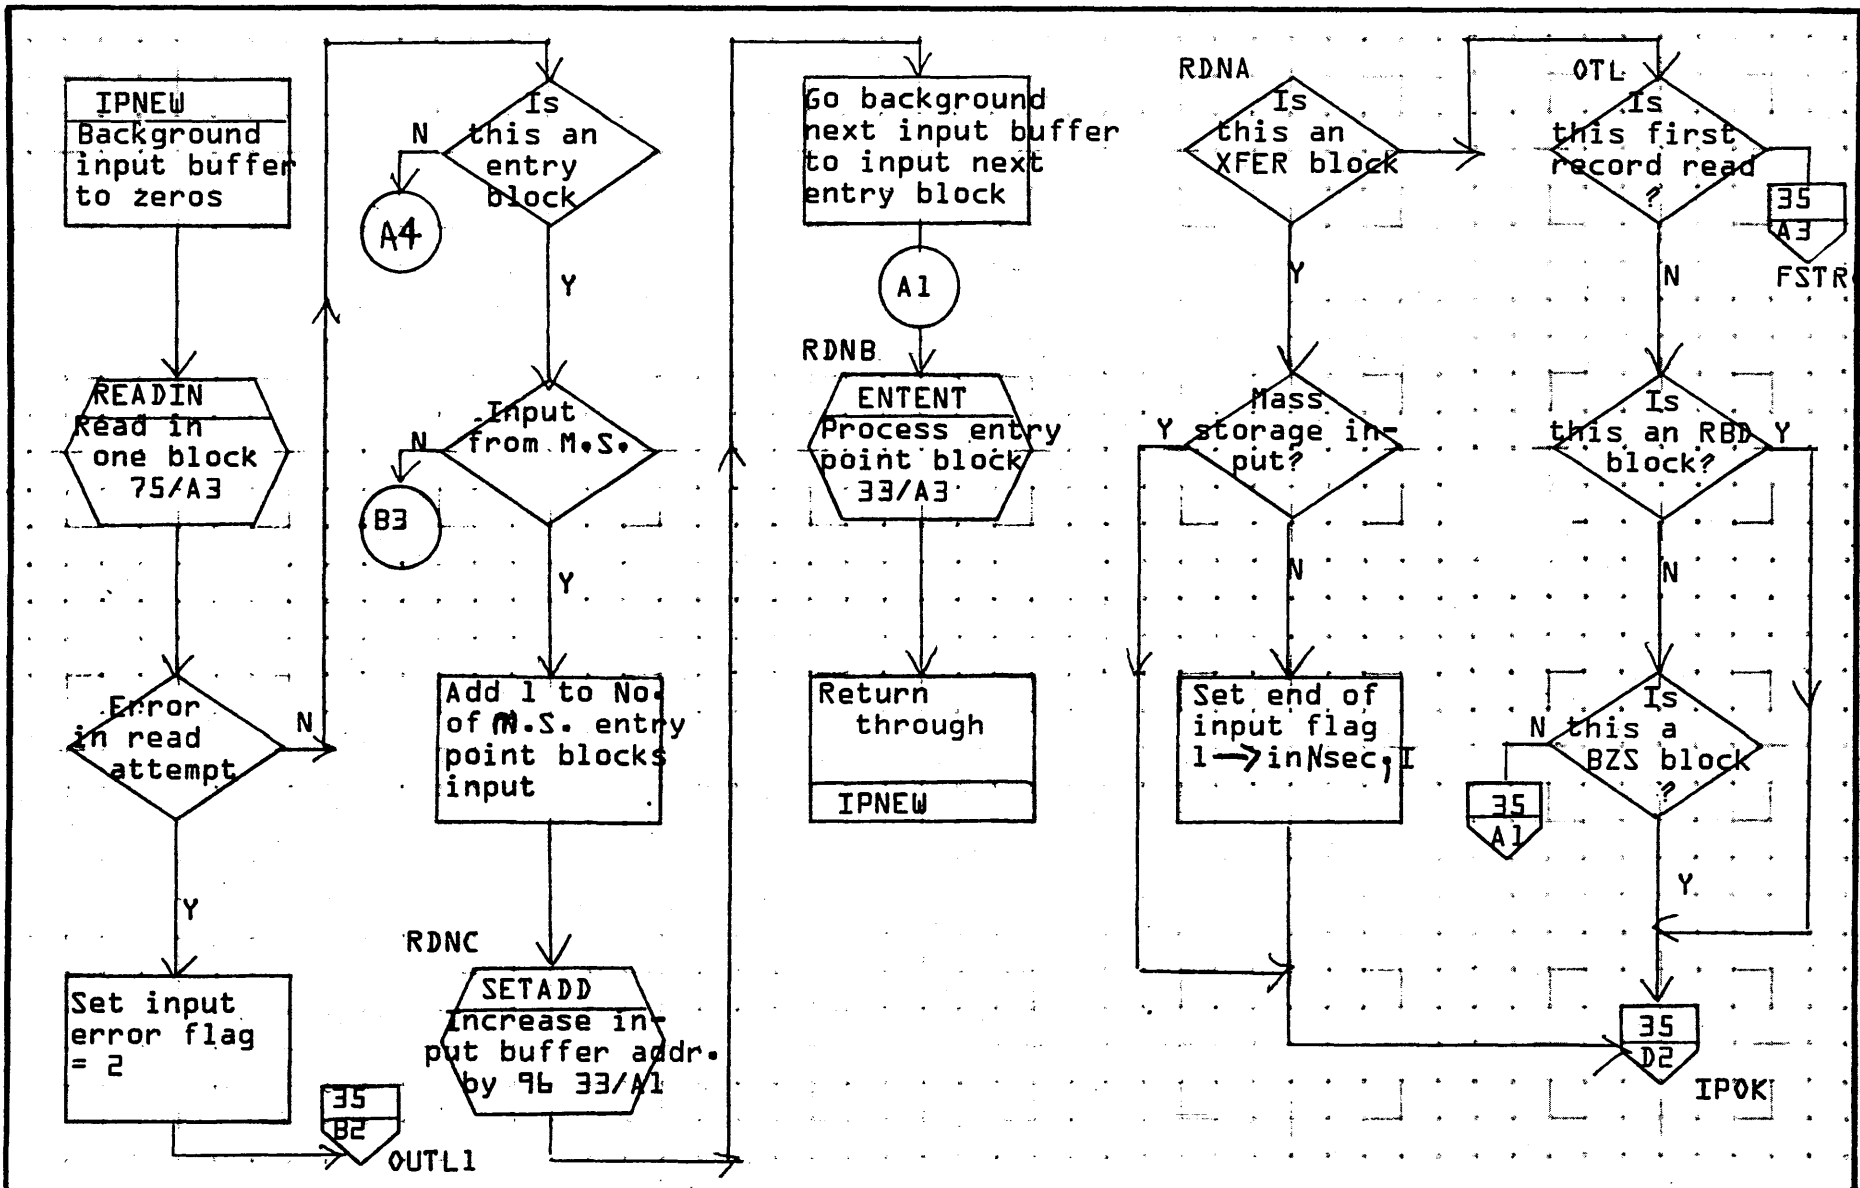 IPNEW
Background
input buffer
to zeros
READIN
Read in
one block
75/A3
Error
in read
attempt
N
Y
Set input
error flag
= 2
35
B2
OUTL1
Is
this an
entry
block
N
A4
Y
Input
from M.S.
N
B3
Y
Add 1 to No.
of M.S. entry
point blocks
input
RDNC
SETADD
Increase in-
put buffer addr.
by 96 33/A1
Go background
next input buffer
to input next
entry block
A1
RDNB
ENTENT
Process entry
point block
33/A3
Return
through
IPNEW
RDNA
Is
this an
XFER block
Y
Mass
Y storage in-
put?
N
Set end of
input flag
1→inNsec,I
OTL
Is
this first
record read
?
35
A3
FSTR
N
Is
this an RBD Y
block?
N
Is
N this a
BZS block
?
35
A1
Y
35
D2
IPOK